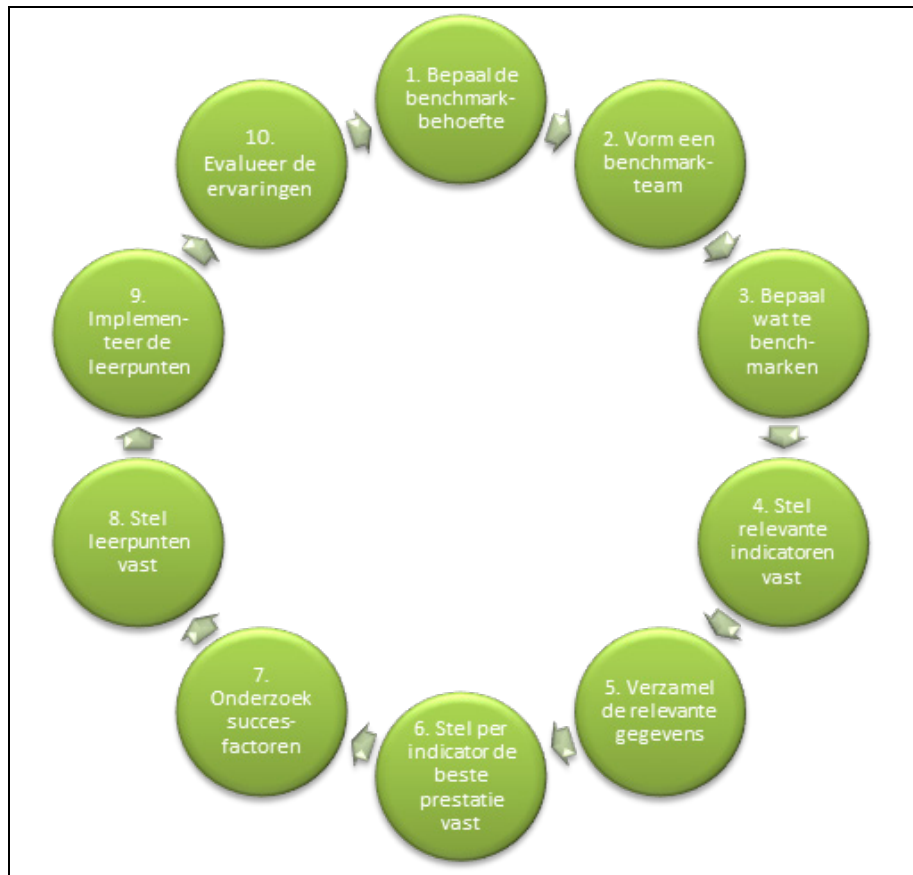 1. Bepaal de
benchmark-
behoefte
2. Vorm een
benchmark-
team
3. Bepaal
wat te
bench-
marken
4. Stel
relevante
indicatoren
vast
5. Verzamel
de relevante
gegevens
6. Stel per
indicator de
beste
prestatie
vast
7.
Onderzoek
succes-
factoren
8. Stel
leerpunten
vast
9.
Implemen-
teer de
leerpunten
10.
Evalueer de
ervaringen